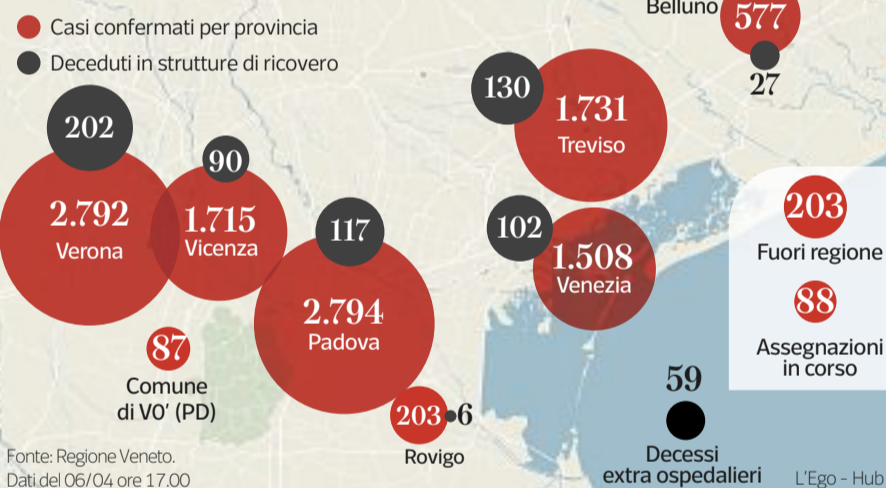 Casi confermati per provincia
Deceduti in strutture di ricovero
Belluno 577
27
202
2.792
Verona
90
1.715
Vicenza
130
1.731
Treviso
117
2.794
Padova
102
1.508
Venezia
203
Fuori regione
88
Assegnazioni
in corso
87
Comune
di VO' (PD)
203 6
Rovigo
59
Decessi
extra ospedalieri
Fonte: Regione Veneto.
Dati del 06/04 ore 17.00
L'Ego - Hub